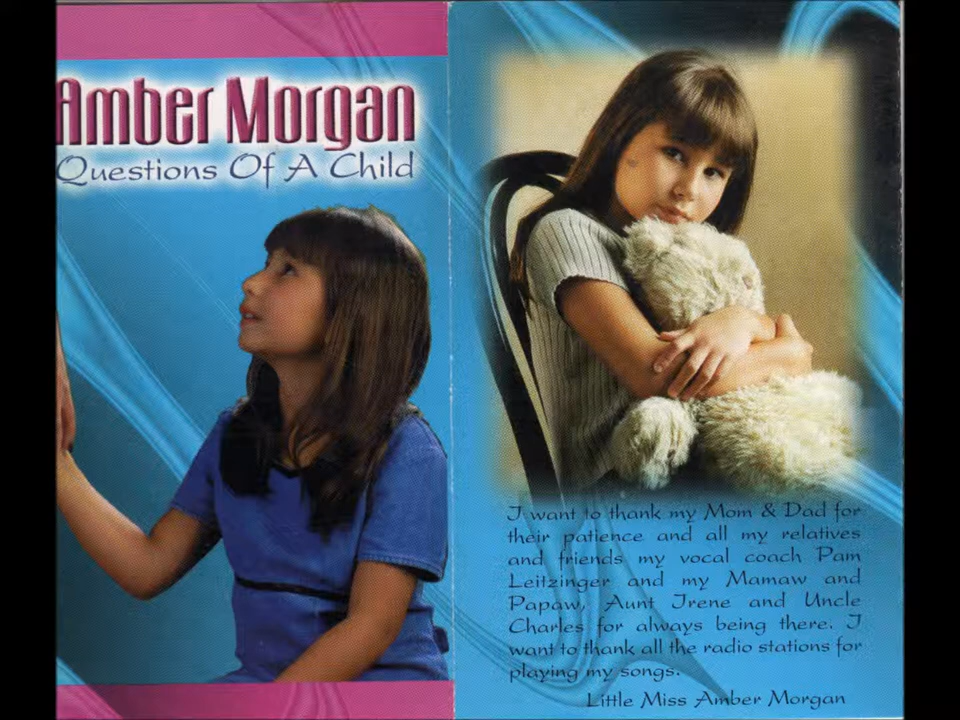 Amber Morgan
Questions Of A Child
I want to thank my Mom & Dad for
their patience and all my relatives
and friends my vocal coach Pam
Leitzinger and my Mamaw and
Papaw, Aunt Irene and Uncle
Charles for always being there. I
want to thank all the radio stations for
playing my songs.
Little Miss Amber Morgan